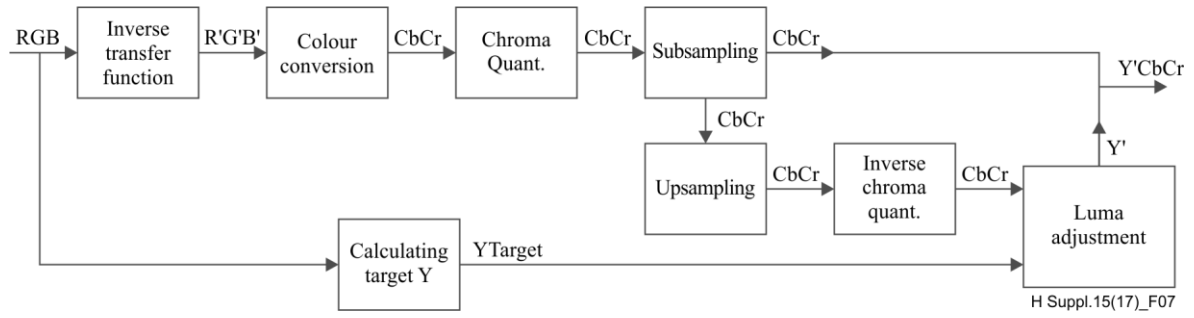 RGB
Inverse
transfer
function
R'G'B'
Colour
conversion
CbCr
Chroma
Quant.
CbCr
Subsampling
CbCr
Y'CbCr
CbCr
Y'
Upsampling
CbCr
Inverse
chroma
quant.
CbCr
Luma
adjustment
Calculating
target Y
YTarget
H Suppl.15(17)_F07